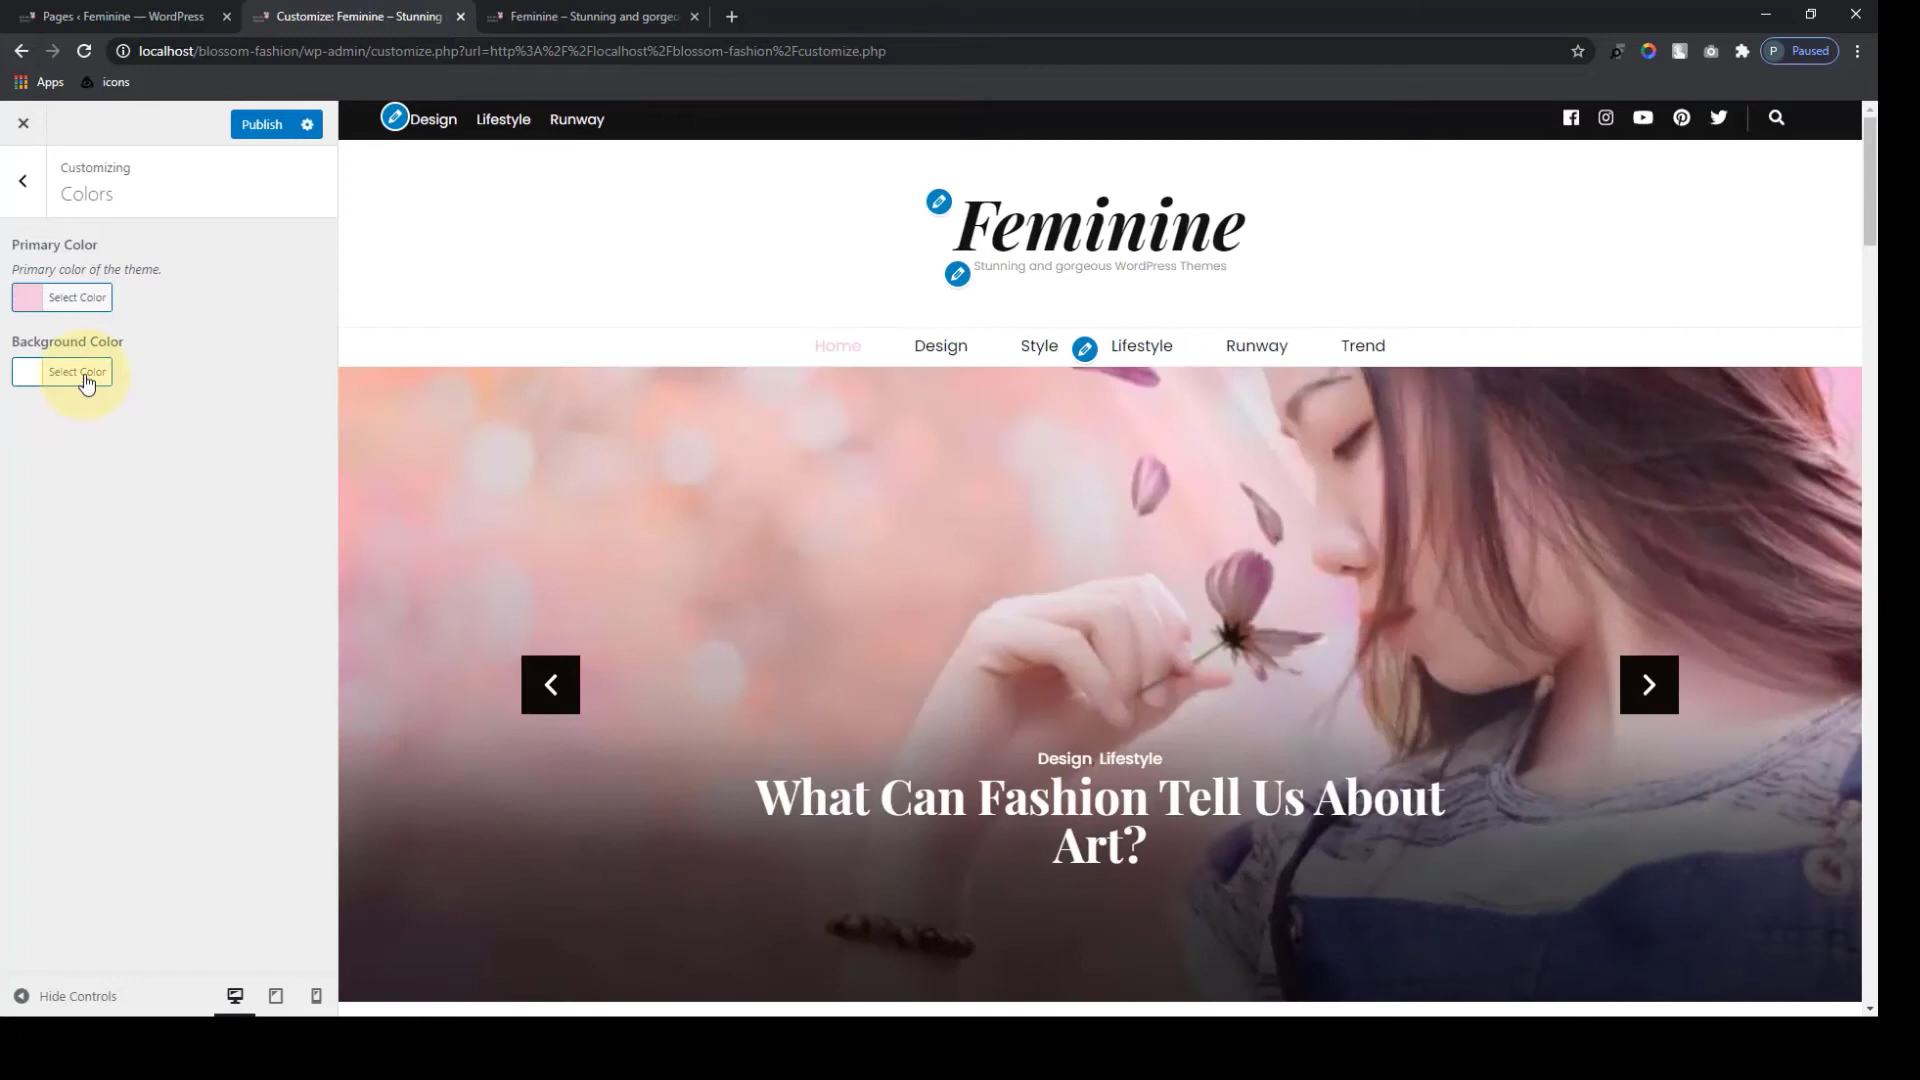 Pages ‹ Feminine — WordPress
Customize: Feminine – Stunning
Feminine – Stunning and gorgeo
localhost/blossom-fashion/wp-admin/customize.php?url=http%3A%2F%2Flocalhost%2Fblossom-fashion%2Fcustomize.php
P Paused
Apps
icons
Publish
Customizing
Colors
Primary Color
Primary color of the theme.
Select Color
Background Color
Select Color
Hide Controls
Design Lifestyle Runway
Feminine
Stunning and gorgeous WordPress Themes
Home Design Style Lifestyle Runway Trend
Design Lifestyle
What Can Fashion Tell Us About
Art?